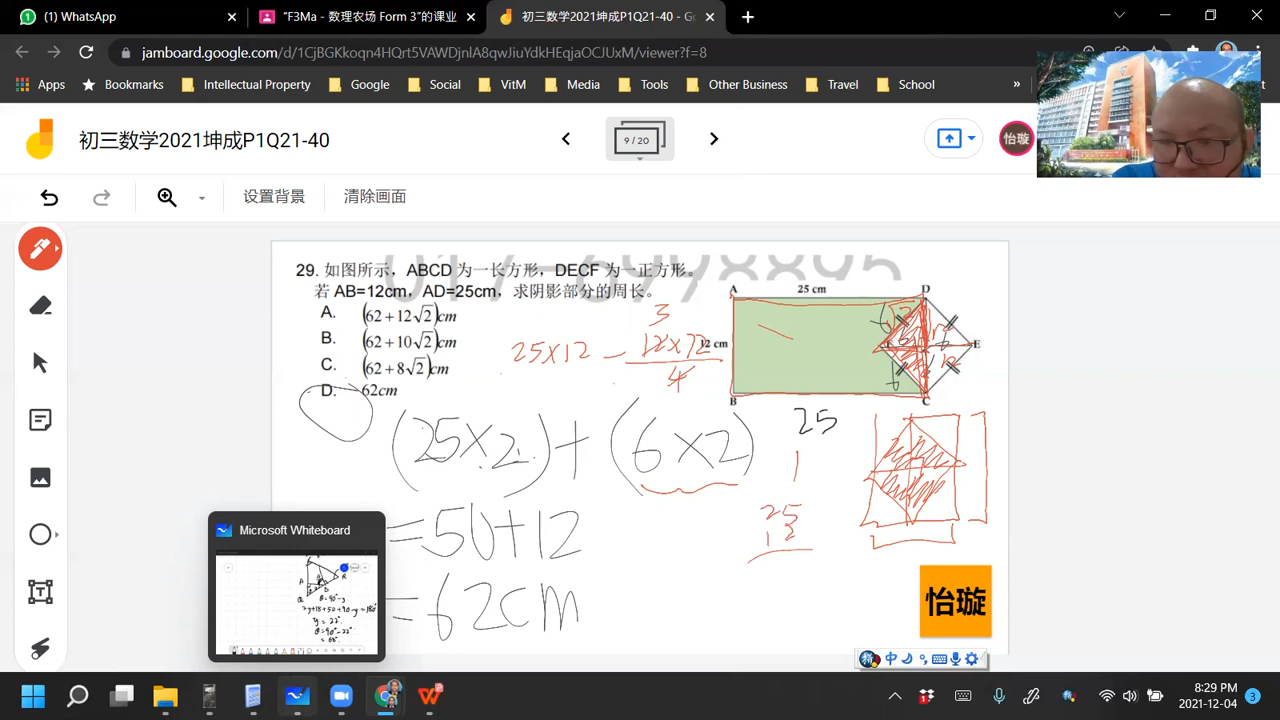 (1) WhatsApp
"F3Ma - 数理农场 Form 3"的课业
初三数学2021坤成P1Q21-40 - Go
jamboard.google.com/d/1CjBGKkoqn4HQrt5VAWDjnlA8gwJiuYdkHEqjaOCJUxM/viewer?f=8
Apps
Bookmarks
Intellectual Property
Google
Social
VitM
Media
Tools
Other Business
Travel
School
»
初三数学2021坤成P1Q21-40
9 / 20
怡璇
设置背景
清除画面
29. 如图所示，ABCD 为一长方形，DECF 为一正方形。
若 AB=12cm，AD=25cm，求阴影部分的周长。
A. (62 + 12√2)cm
B. (62 + 10√2)cm
C. (62 + 8√2)cm
D. 62cm
A
25 cm
D
12 cm
E
B
C
25×12 - 12×72
3
4
(25×2) + (6×2)
=50+12
=62cm
25
1
25
12
Microsoft Whiteboard
怡璇
中
8:29 PM
2021-12-04
3